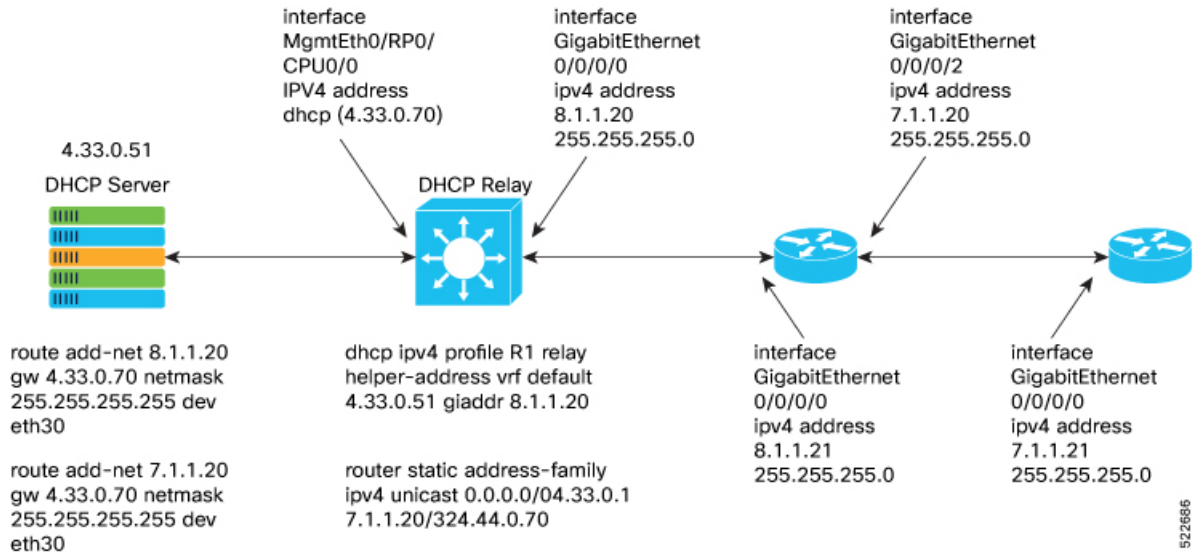 interface
MgmtEth0/RP0/
CPU0/0
IPV4 address
dhcp (4.33.0.70)
interface
GigabitEthernet
0/0/0/0
ipv4 address
8.1.1.20
255.255.255.0
interface
GigabitEthernet
0/0/0/2
ipv4 address
7.1.1.20
255.255.255.0
4.33.0.51
DHCP Server
DHCP Relay
route add-net 8.1.1.20
gw 4.33.0.70 netmask
255.255.255.255 dev
eth30
route add-net 7.1.1.20
gw 4.33.0.70 netmask
255.255.255.255 dev
eth30
dhcp ipv4 profile R1 relay
helper-address vrf default
4.33.0.51 giaddr 8.1.1.20
router static address-family
ipv4 unicast 0.0.0.0/04.33.0.1
7.1.1.20/324.44.0.70
interface
GigabitEthernet
0/0/0/0
ipv4 address
8.1.1.21
255.255.255.0
interface
GigabitEthernet
0/0/0/0
ipv4 address
7.1.1.21
255.255.255.0
522686